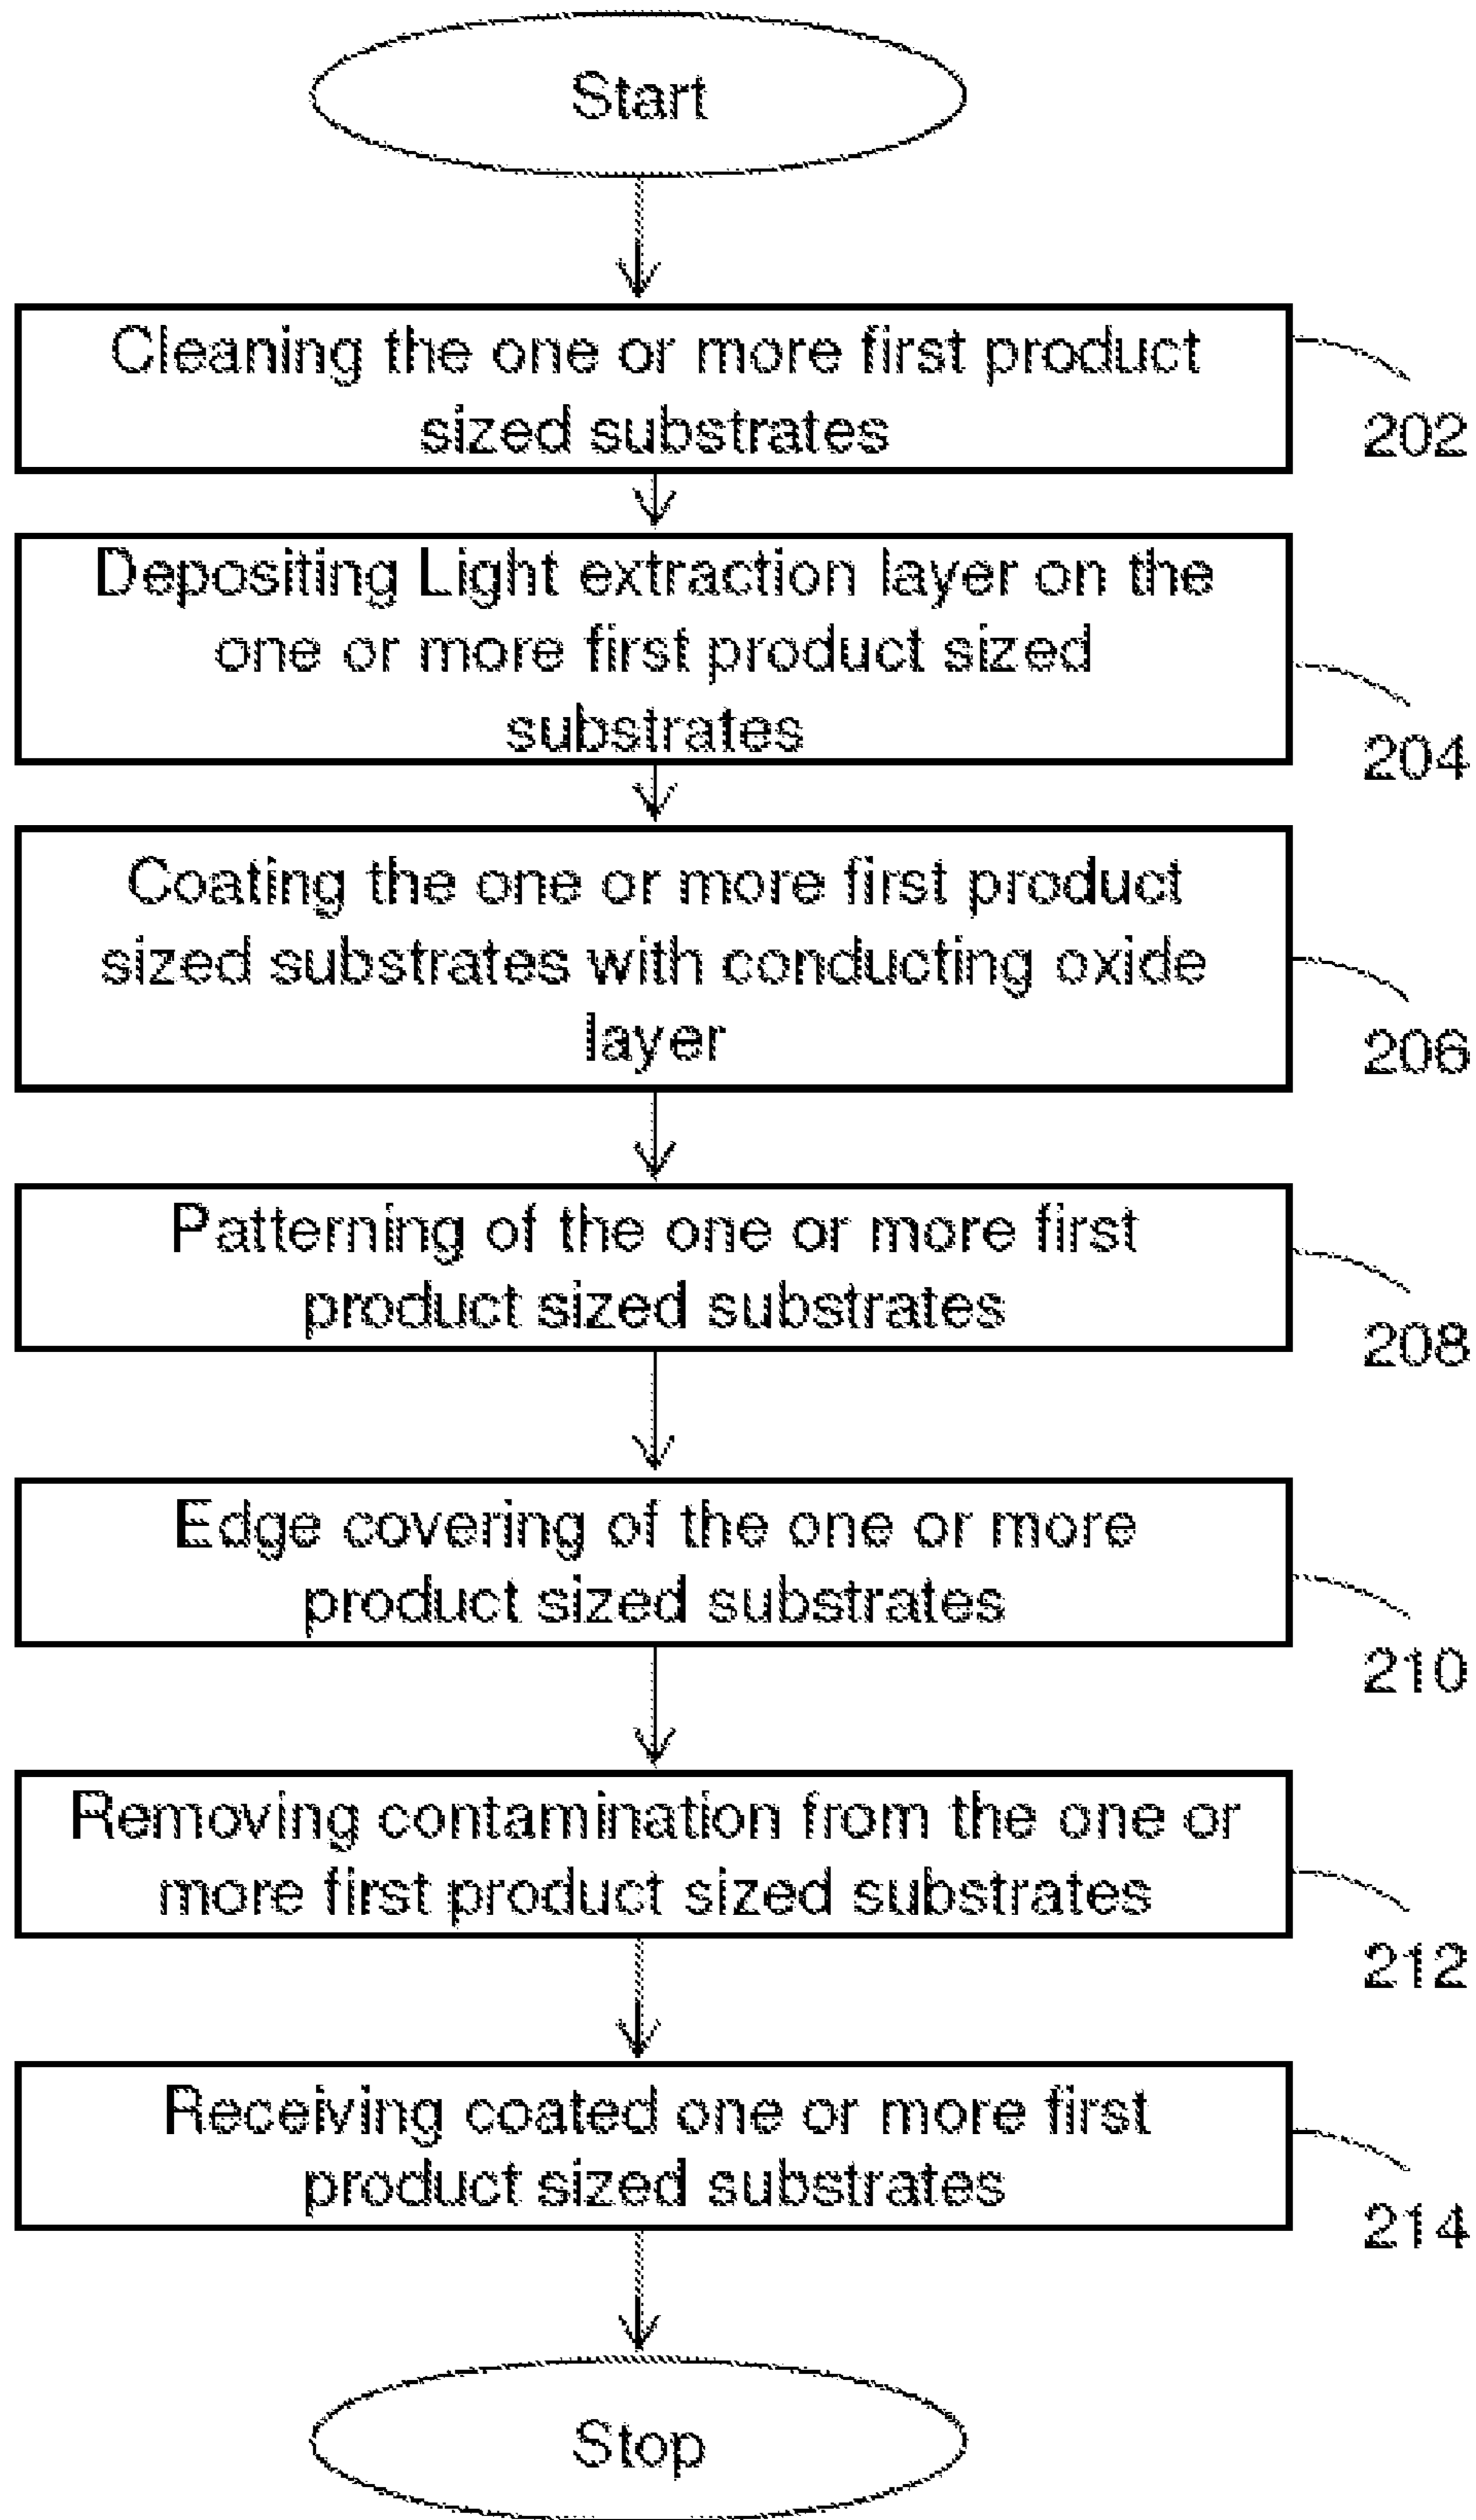 Start
Cleaning the one or more first product
sized substrates
202
Depositing Light extraction layer on the
one or more first product sized
substrates
204
Coating the one or more first product
sized substrates with conducting oxide
layer
206
Patterning of the one or more first
product sized substrates
208
Edge covering of the one or more
product sized substrates
210
Removing contamination from the one or
more first product sized substrates
212
Receiving coated one or more first
product sized substrates
214
Stop